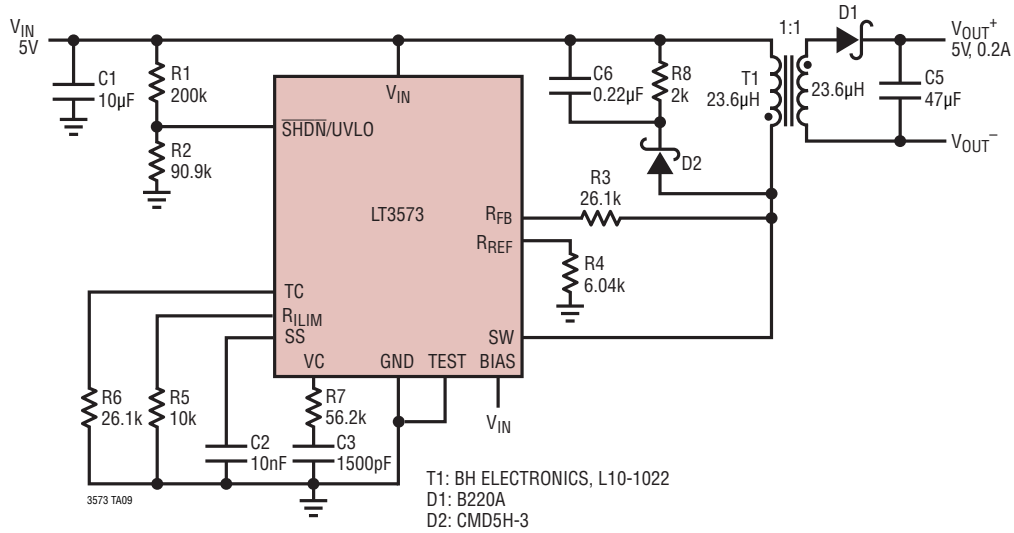 VIN
5V
C1
10µF
R1
200k
R2
90.9k
VIN
SHDN/UVLO
LT3573
RFB
RREF
TC
RILIM
SS
SW
VC
GND
TEST
BIAS
VIN
C6
0.22µF
R8
2k
D2
R3
26.1k
R4
6.04k
1:1
T1
23.6µH
23.6µH
D1
VOUT+
5V, 0.2A
C5
47µF
VOUT–
R6
26.1k
R5
10k
C2
10nF
R7
56.2k
C3
1500pF
T1: BH ELECTRONICS, L10-1022
D1: B220A
D2: CMD5H-3
3573 TA09